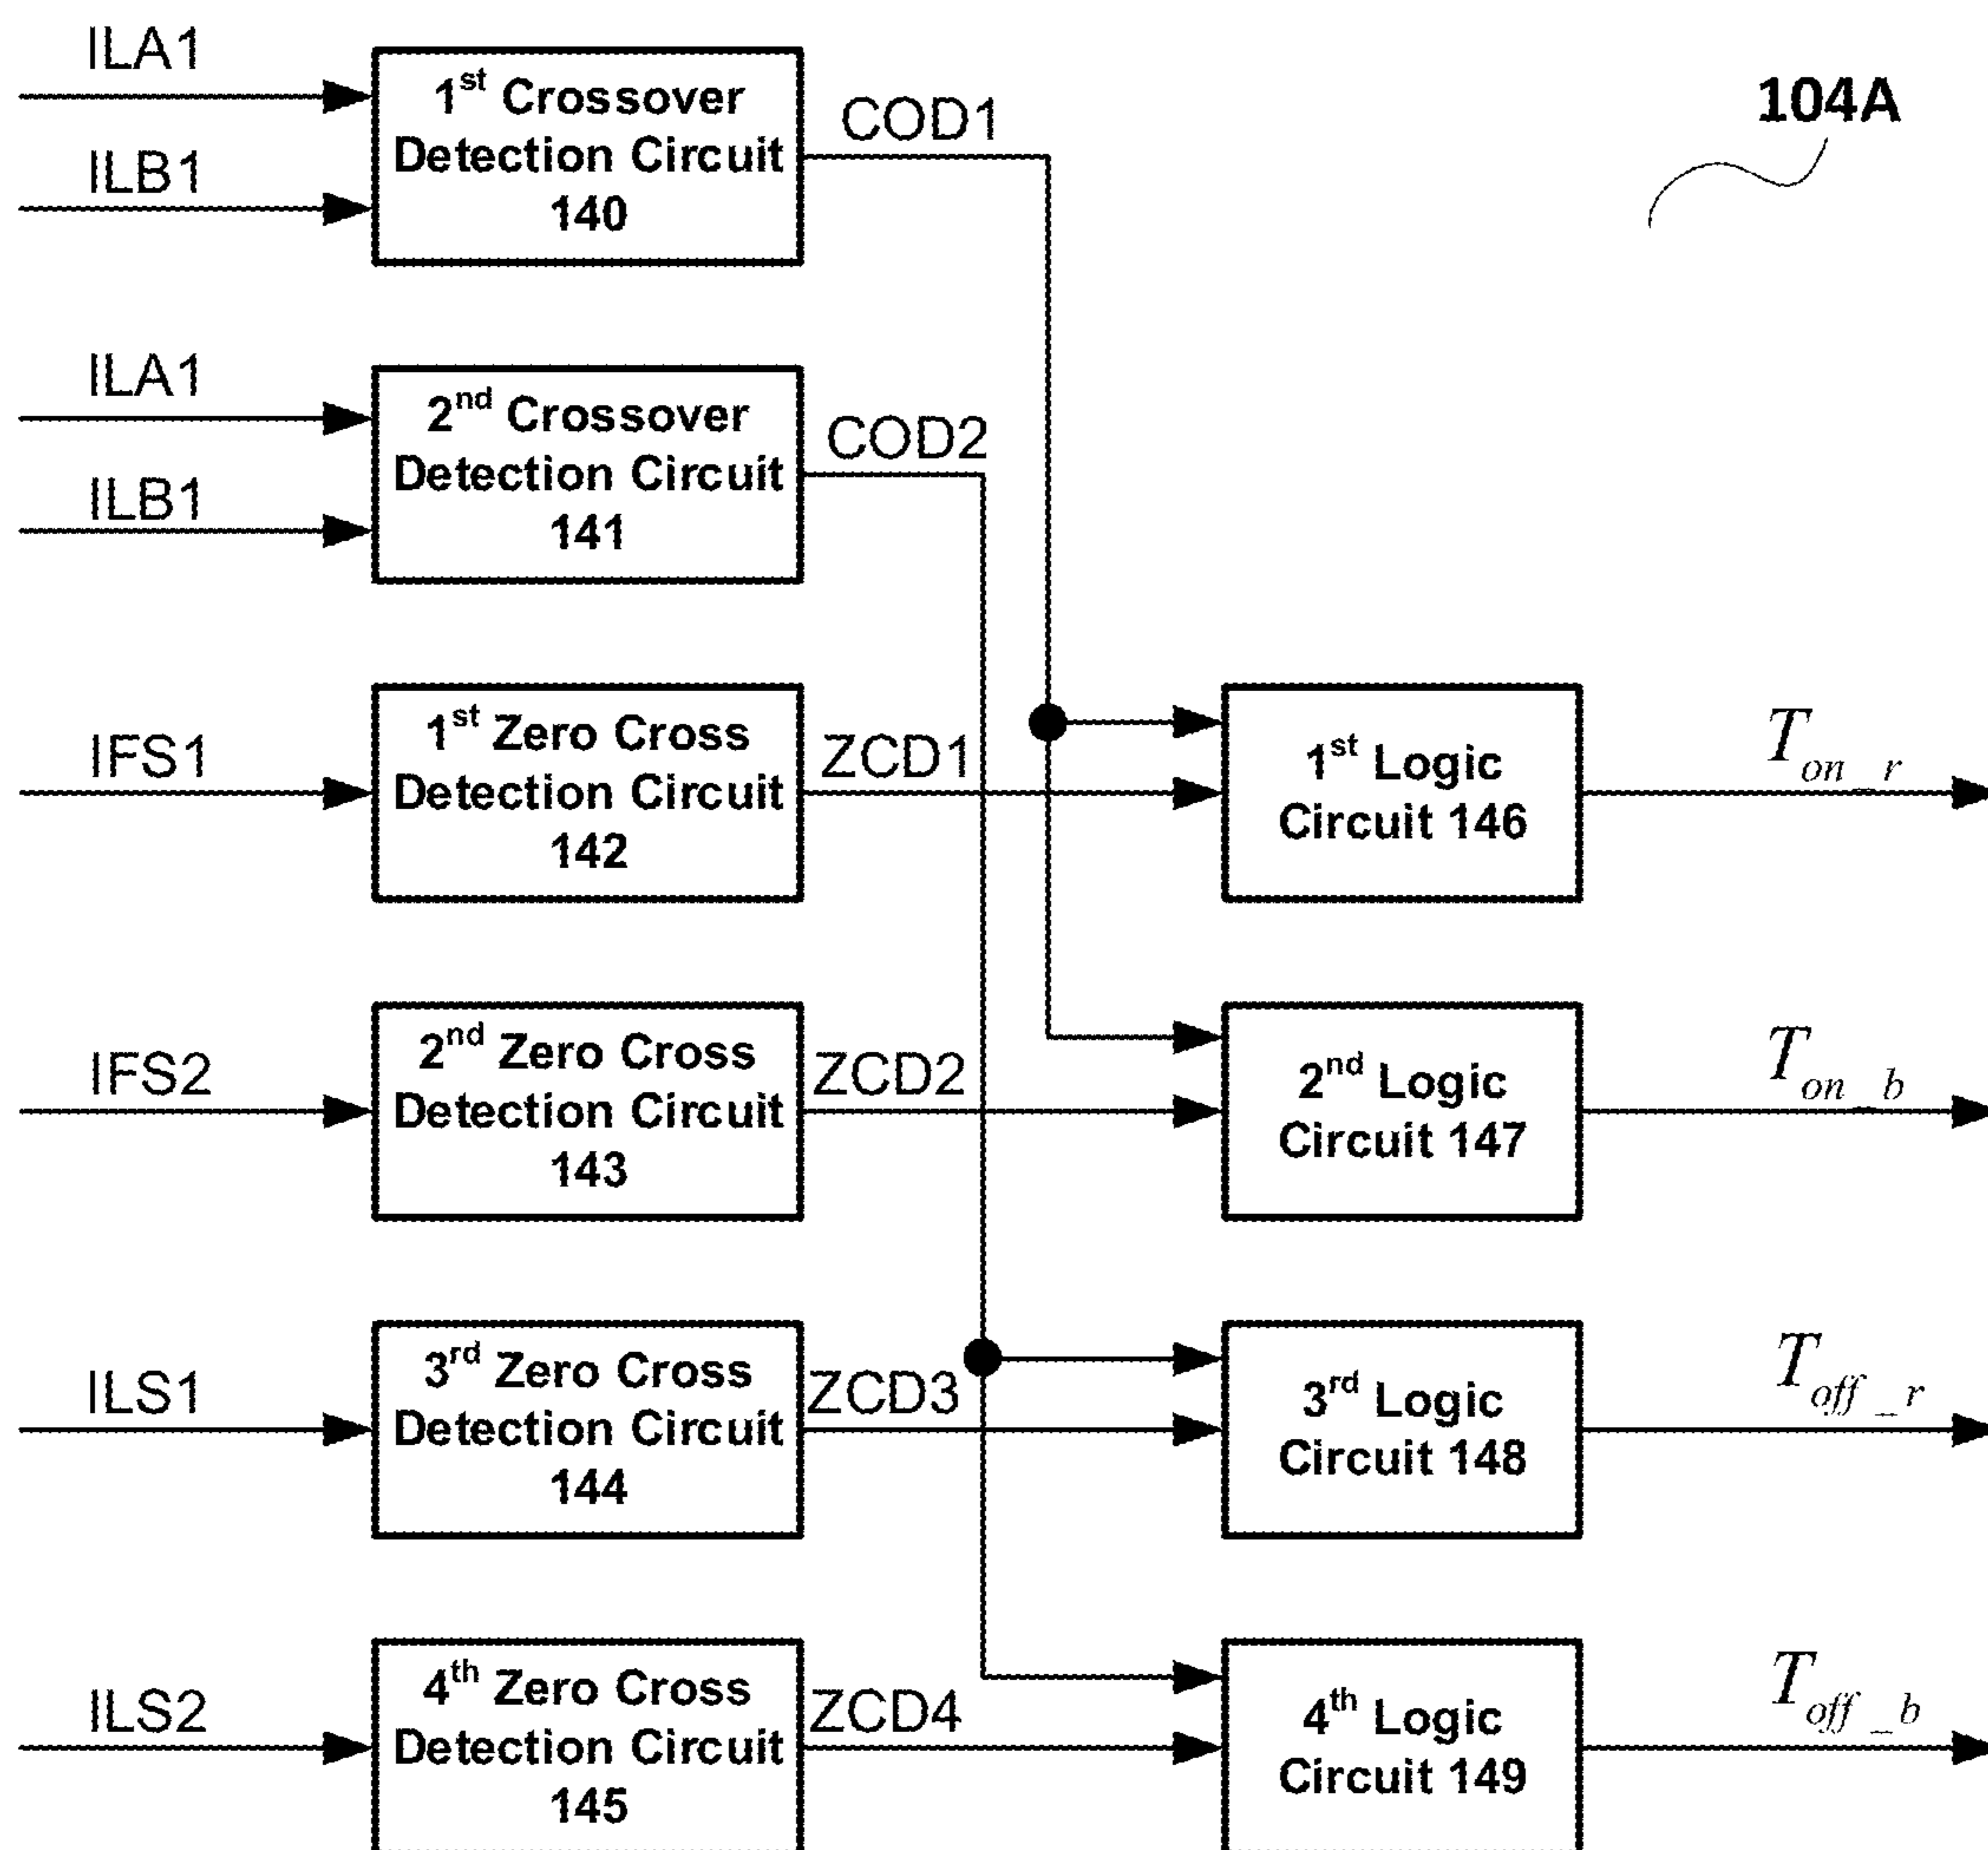 ILA1
ILB1
1st Crossover
Detection Circuit
140
COD1
104A
ILA1
ILB1
2nd Crossover
Detection Circuit
141
COD2
IFS1
1st Zero Cross
Detection Circuit
142
ZCD1
1st Logic
Circuit 146
Ton_r
IFS2
2nd Zero Cross
Detection Circuit
143
ZCD2
2nd Logic
Circuit 147
Ton_b
ILS1
3rd Zero Cross
Detection Circuit
144
ZCD3
3rd Logic
Circuit 148
Toff_r
ILS2
4th Zero Cross
Detection Circuit
145
ZCD4
4th Logic
Circuit 149
Toff_b